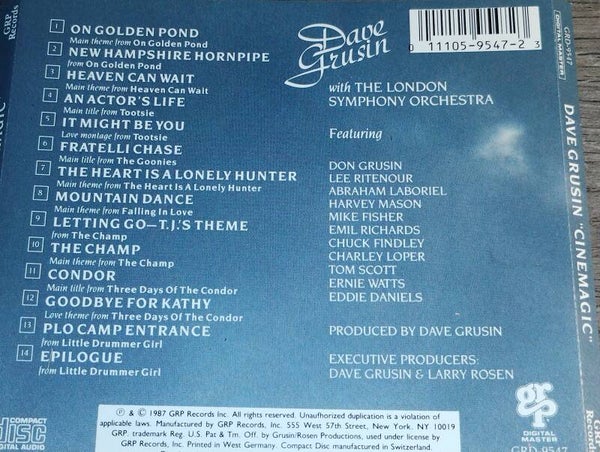 GRP Records
1 ON GOLDEN POND
Main theme from On Golden Pond
2 NEW HAMPSHIRE HORNPIPE
from On Golden Pond
3 HEAVEN CAN WAIT
Main theme from Heaven Can Wait
4 AN ACTOR'S LIFE
Main title from Tootsie
5 IT MIGHT BE YOU
Love montage from Tootsie
6 FRATELLI CHASE
Main title from The Goonies
7 THE HEART IS A LONELY HUNTER
Main theme from The Heart Is A Lonely Hunter
8 MOUNTAIN DANCE
Main theme from Falling In Love
9 LETTING GO—T.J.'S THEME
from The Champ
10 THE CHAMP
Main theme from The Champ
11 CONDOR
Main title from Three Days Of The Condor
12 GOODBYE FOR KATHY
Love theme from Three Days Of The Condor
13 PLO CAMP ENTRANCE
from Little Drummer Girl
14 EPILOGUE
from Little Drummer Girl
Dave Grusin
with THE LONDON
SYMPHONY ORCHESTRA
Featuring
DON GRUSIN
LEE RITENOUR
ABRAHAM LABORIEL
HARVEY MASON
MIKE FISHER
EMIL RICHARDS
CHUCK FINDLEY
CHARLEY LOPER
TOM SCOTT
ERNIE WATTS
EDDIE DANIELS
PRODUCED BY DAVE GRUSIN
EXECUTIVE PRODUCERS:
DAVE GRUSIN & LARRY ROSEN
0 11105-9547-2 3
GRD-9547
DIGITAL MASTER
DAVE GRUSIN "CINEMAGIC"
grp
DIGITAL
MASTER
GRD-9547
COMPACT
DISC
DIGITAL AUDIO
℗ & © 1987 GRP Records Inc. All rights reserved. Unauthorized duplication is a violation of
applicable laws. Manufactured by GRP Records, Inc. 555 West 57th Street, New York, NY 10019
GRP. trademark Reg. U.S. Pat & Tm. Off. by Grusin/Rosen Productions, used under license by
GRP Records, Inc. Printed in West Germany. Compact Disc manufactured in Switzerland.